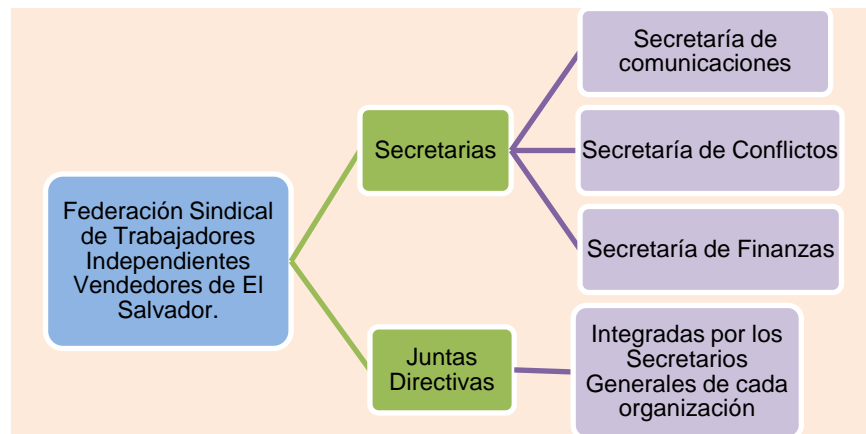 Federación Sindical
de Trabajadores
Independientes
Vendedores de El
Salvador.
Secretarias
Secretaría de
comunicaciones
Secretaría de Conflictos
Secretaría de Finanzas
Juntas
Directivas
Integradas por los
Secretarios
Generales de cada
organización